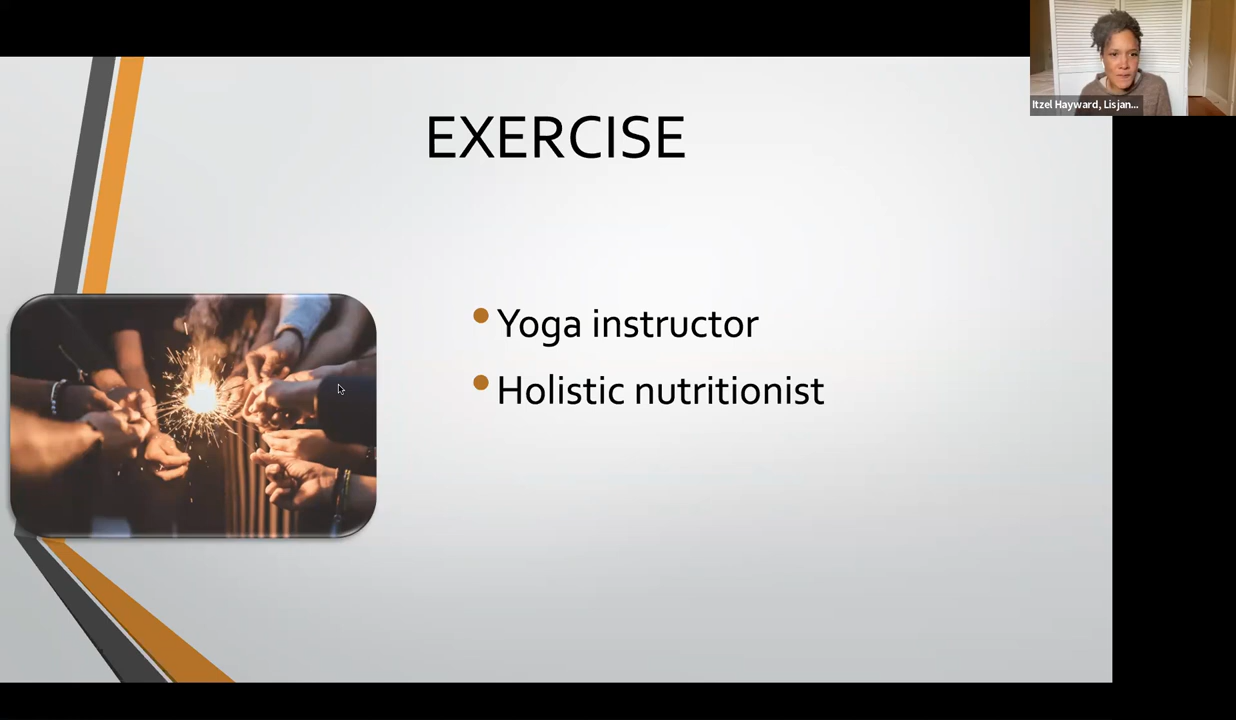 EXERCISE
Yoga instructor
Holistic nutritionist
Itzel Hayward, Lisjan...